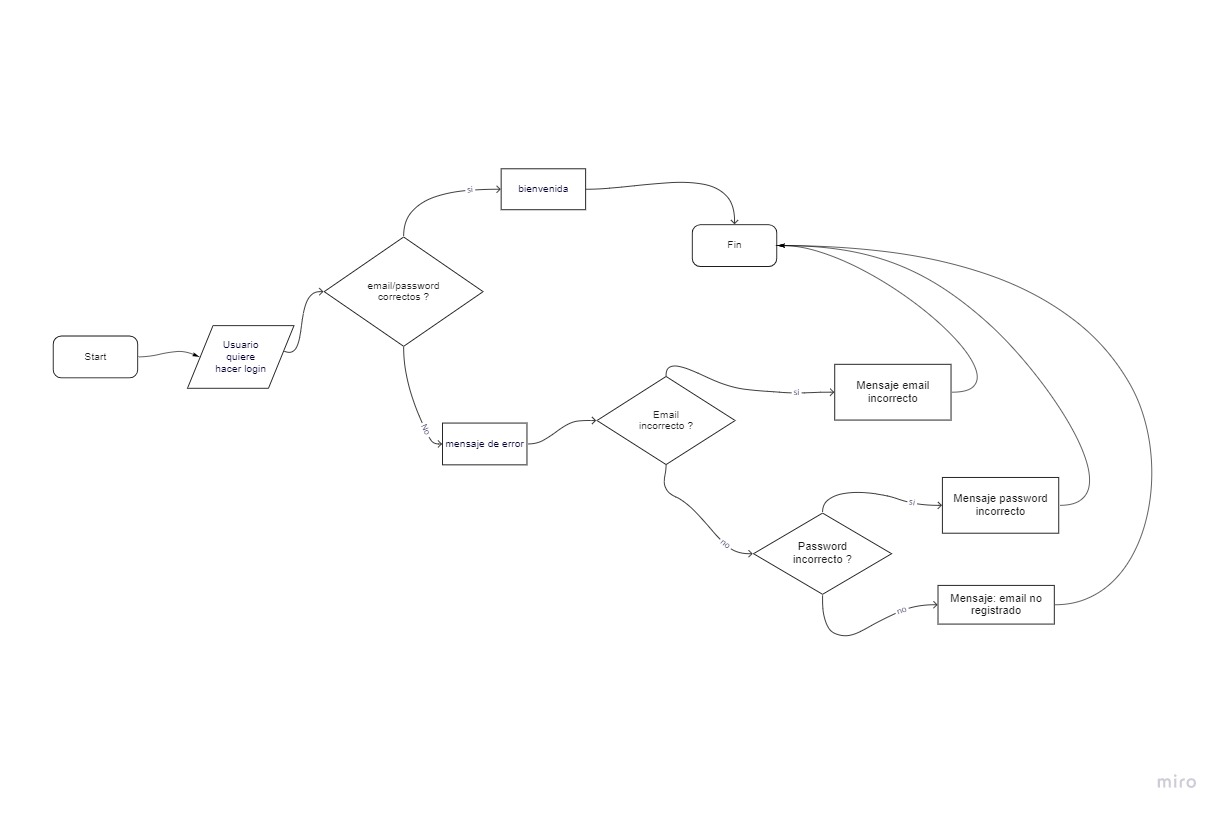 si
bienvenida
Fin
email/password
correctos ?
Start
Usuario
quiere
hacer login
No
mensaje de error
Email
incorrecto ?
si
Mensaje email
incorrecto
no
Password
incorrecto ?
si
Mensaje password
incorrecto
no
Mensaje: email no
registrado
miro